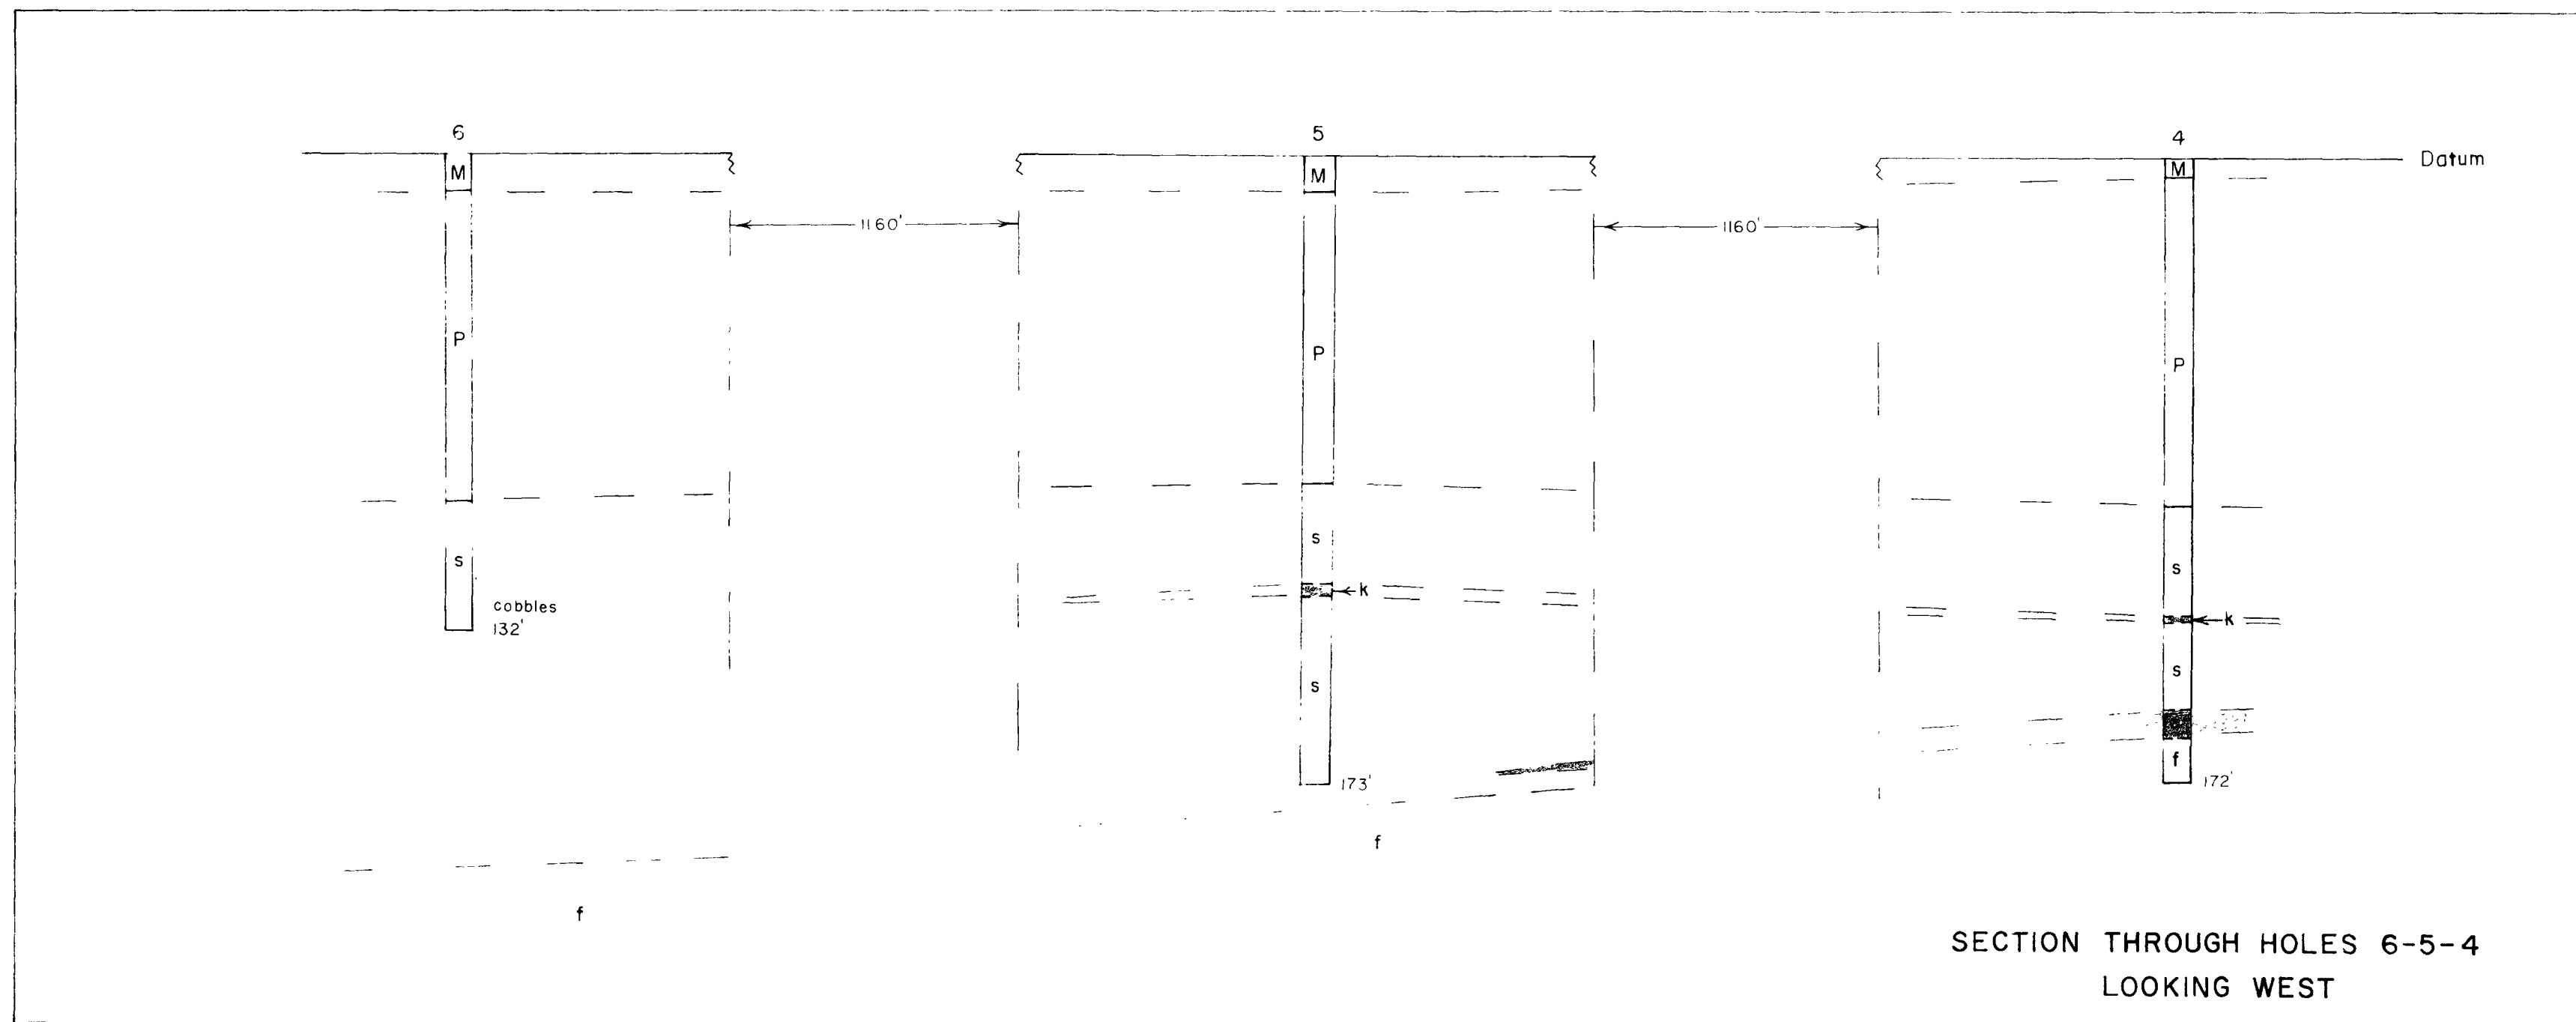 6
5
4
Datum
M
M
M
1160'
1160'
P
P
P
s
s
s
k
k
cobbles
132'
s
s
f
173'
172'
f
f
SECTION THROUGH HOLES 6-5-4
LOOKING WEST